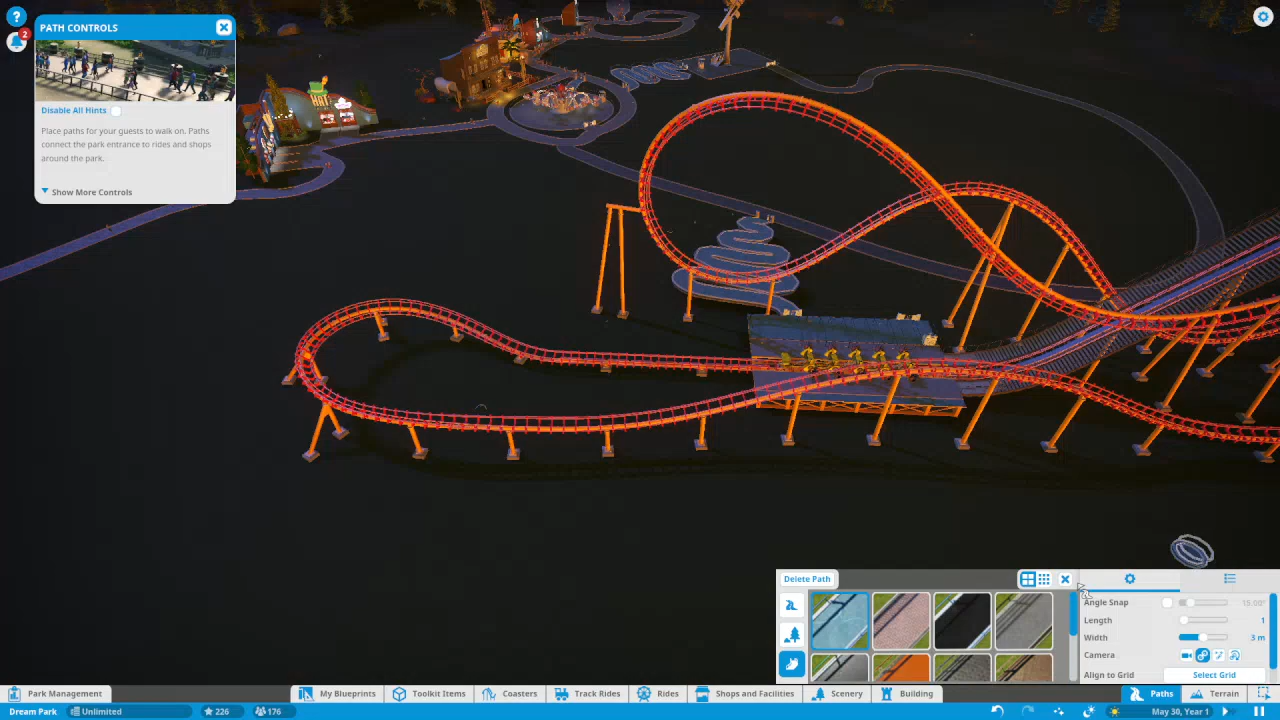 ?
2
PATH CONTROLS
Disable All Hints
Place paths for your guests to walk on. Paths
connect the park entrance to rides and shops
around the park.
Show More Controls
Delete Path
Angle Snap
15.00°
Length
1
Width
3 m
Camera
Align to Grid
Select Grid
Park Management
My Blueprints
Toolkit Items
Coasters
Track Rides
Rides
Shops and Facilities
Scenery
Building
Paths
Terrain
Dream Park
Unlimited
226
176
May 30, Year 1